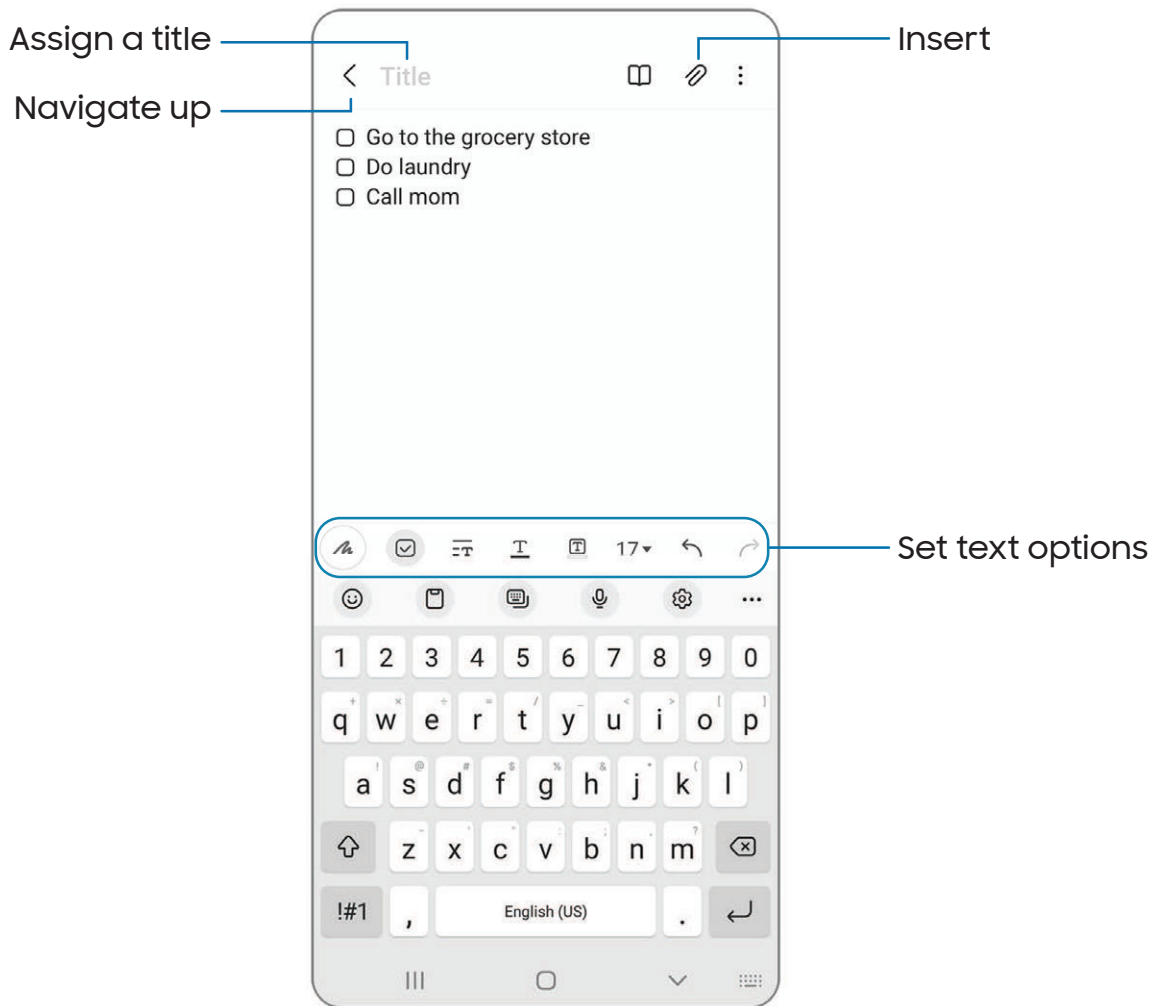 Assign a title
Insert
Title
Navigate up
Go to the grocery store
Do laundry
Call mom
T T T 17
Set text options
1 2 3 4 5 6 7 8 9 0
+ × ÷ = / _ < > [ ]
q w e r t y u i o p
! @ # $ % & * ( )
a s d f g h j k l
- ' " : ; , ?
z x c v b n m
!#1 , English (US) .